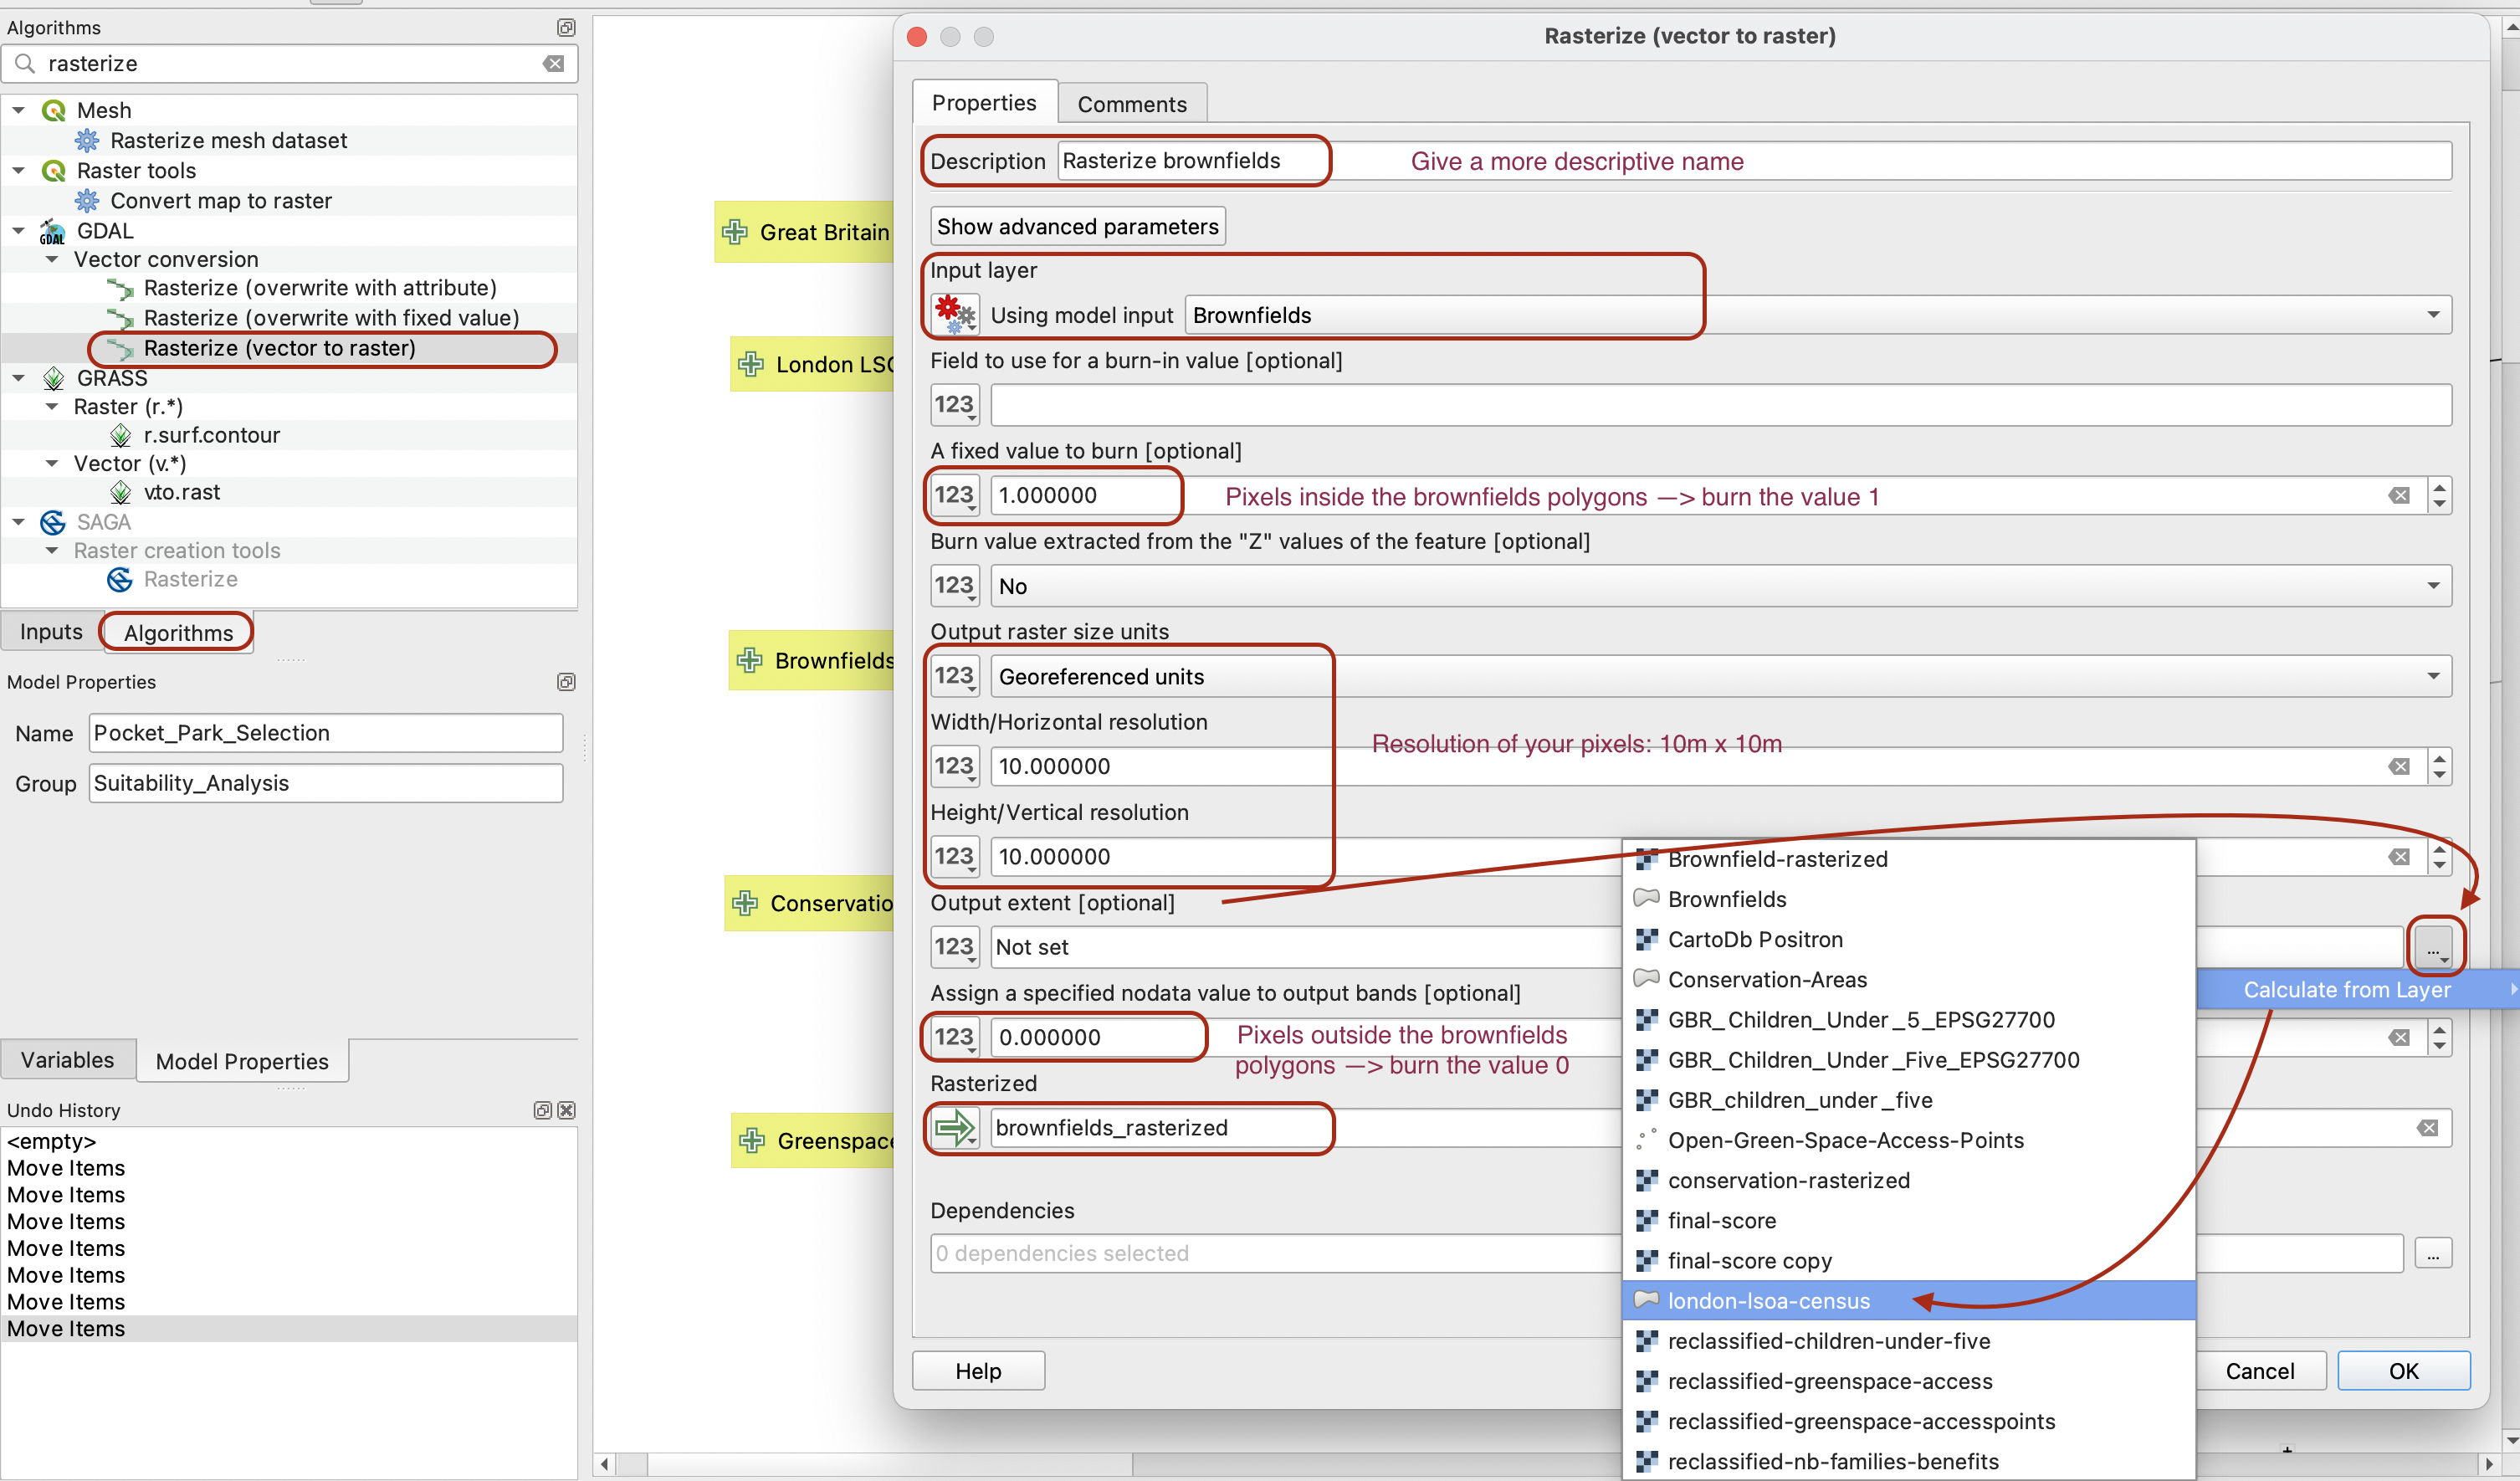 Algorithms
rasterize
Mesh
Rasterize mesh dataset
Raster tools
Convert map to raster
GDAL
Vector conversion
Rasterize (overwrite with attribute)
Rasterize (overwrite with fixed value)
Rasterize (vector to raster)
GRASS
Raster (r.*)
r.surf.contour
Vector (v.*)
v.to.rast
SAGA
Raster creation tools
Rasterize
Inputs
Algorithms
Model Properties
Name Pocket_Park_Selection
Group Suitability_Analysis
Variables
Model Properties
Undo History
<empty>
Move Items
Move Items
Move Items
Move Items
Move Items
Move Items
Move Items
Great Britain
London LSO
Brownfields
Conservatio
Greenspace
Rasterize (vector to raster)
Properties
Comments
Description Rasterize brownfields Give a more descriptive name
Show advanced parameters
Input layer
Using model input Brownfields
Field to use for a burn-in value [optional]
123
A fixed value to burn [optional]
123 1.000000 Pixels inside the brownfields polygons —> burn the value 1
Burn value extracted from the "Z" values of the feature [optional]
123 No
Output raster size units
123 Georeferenced units
Width/Horizontal resolution
Resolution of your pixels: 10m x 10m
123 10.000000
Height/Vertical resolution
123 10.000000
Output extent [optional]
123 Not set ...
Assign a specified nodata value to output bands [optional]
123 0.000000 Pixels outside the brownfields
polygons —> burn the value 0
Rasterized
brownfields_rasterized
Dependencies
0 dependencies selected ...
Help
Cancel
OK
Calculate from Layer
Brownfield-rasterized
Brownfields
CartoDb Positron
Conservation-Areas
GBR_Children_Under_5_EPSG27700
GBR_Children_Under_Five_EPSG27700
GBR_children_under_five
Open-Green-Space-Access-Points
conservation-rasterized
final-score
final-score copy
london-lsoa-census
reclassified-children-under-five
reclassified-greenspace-access
reclassified-greenspace-accesspoints
reclassified-nb-families-benefits